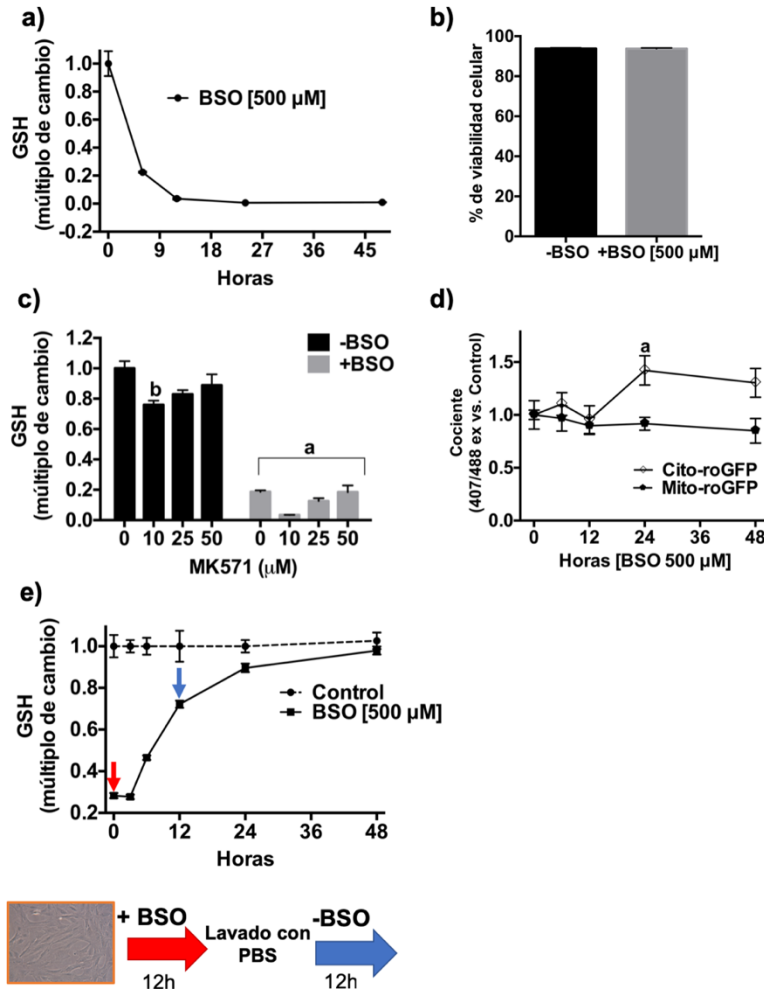 a)
GSH
(múltiplo de cambio)
1.0
0.8
0.6
0.4
0.2
0.0
-0.2
BSO [500 μM]
0 9 18 27 36 45
Horas
b)
% de viabilidad celular
100
80
60
40
20
0
-BSO +BSO [500 μM]
c)
GSH
(múltiplo de cambio)
1.2
1.0
0.8
0.6
0.4
0.2
0.0
-BSO
+BSO
b
a
0 10 25 50 0 10 25 50
MK571 (μM)
d)
Cociente
(407/488 ex vs. Control)
1.5
1.0
0.5
0.0
a
Cito-roGFP
Mito-roGFP
0 12 24 36 48
Horas [BSO 500 μM]
e)
GSH
(múltiplo de cambio)
1.0
0.8
0.6
0.4
0.2
Control
BSO [500 μM]
0 12 24 36 48
Horas
+ BSO
12h
Lavado con
PBS
-BSO
12h